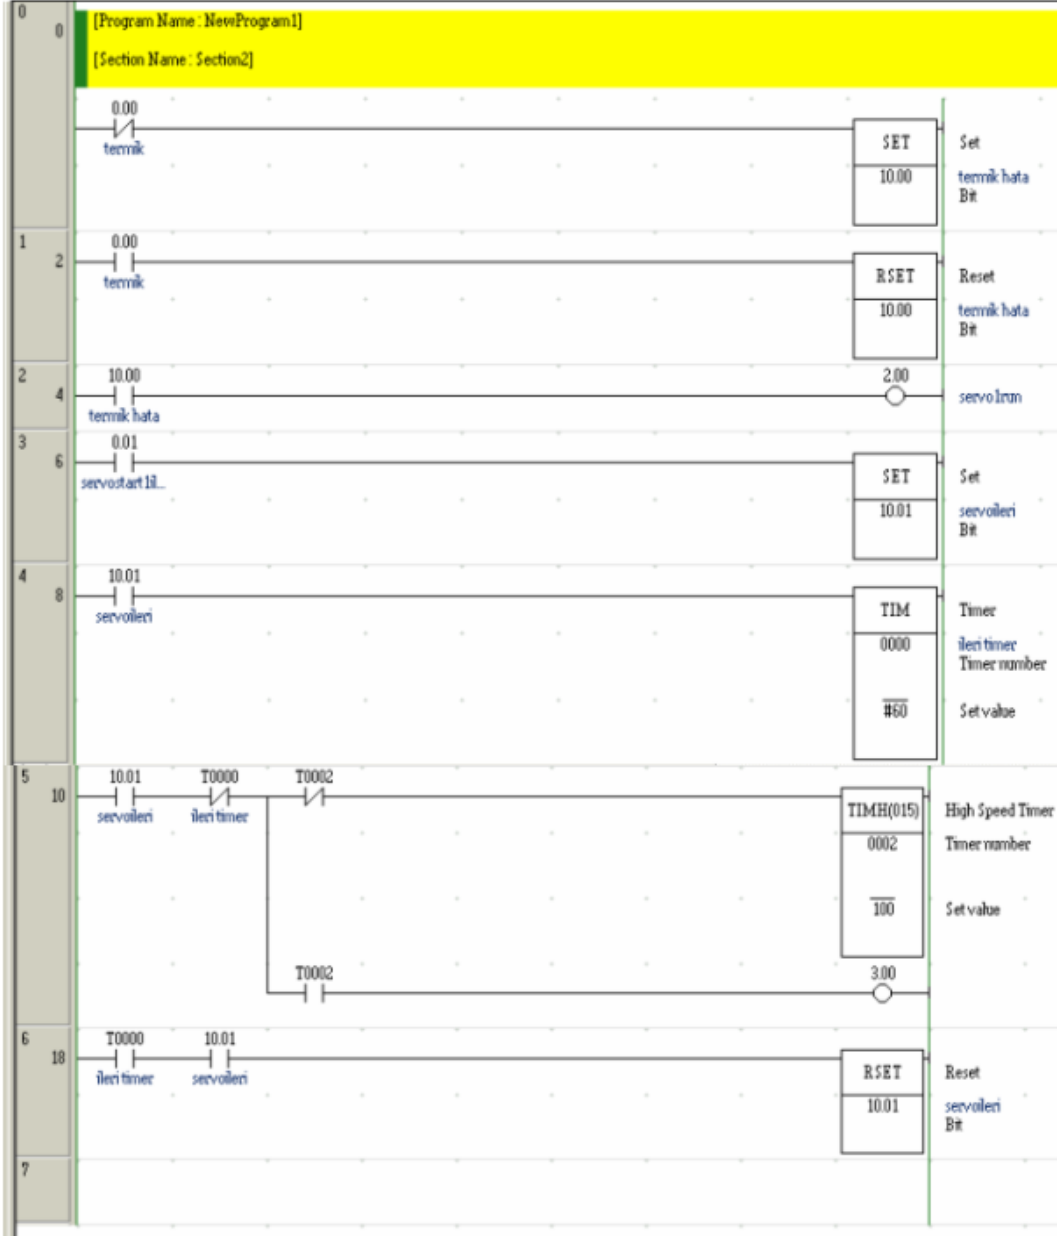 0
0
[Program Name : NewProgram1]
[Section Name : Section2]
0.00
termik
SET
Set
10.00
termik hata
Bit
1
2
0.00
termik
RSET
Reset
10.00
termik hata
Bit
2
4
10.00
termik hata
2.00
servo1run
3
6
0.01
servostart1il...
SET
Set
10.01
servoileri
Bit
4
8
10.01
servoileri
TIM
Timer
0000
ileri timer
Timer number
#60
Set value
5
10
10.01
T0000
T0002
servoileri
ileri timer
TIMH(015)
High Speed Timer
0002
Timer number
100
Set value
T0002
3.00
6
18
T0000
10.01
ileri timer
servoileri
RSET
Reset
10.01
servoileri
Bit
7